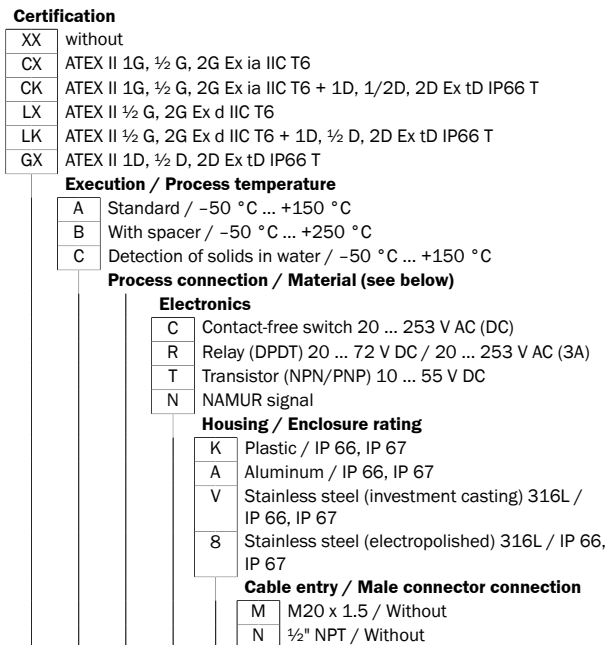 Certification
XX without
CX ATEX II 1G, ½ G, 2G Ex ia IIC T6
CK ATEX II 1G, ½ G, 2G Ex ia IIC T6 + 1D, 1/2D, 2D Ex tD IP66 T
LX ATEX II ½ G, 2G Ex d IIC T6
LK ATEX II ½ G, 2G Ex d IIC T6 + 1D, ½ D, 2D Ex tD IP66 T
GX ATEX II 1D, ½ D, 2D Ex tD IP66 T
Execution / Process temperature
A Standard / –50 °C ... +150 °C
B With spacer / –50 °C ... +250 °C
C Detection of solids in water / –50 °C ... +150 °C
Process connection / Material (see below)
Electronics
C Contact-free switch 20 ... 253 V AC (DC)
R Relay (DPDT) 20 ... 72 V DC / 20 ... 253 V AC (3A)
T Transistor (NPN/PNP) 10 ... 55 V DC
N NAMUR signal
Housing / Enclosure rating
K Plastic / IP 66, IP 67
A Aluminum / IP 66, IP 67
V Stainless steel (investment casting) 316L /
IP 66, IP 67
8 Stainless steel (electropolished) 316L / IP 66,
IP 67
Cable entry / Male connector connection
M M20 x 1.5 / Without
N ½" NPT / Without